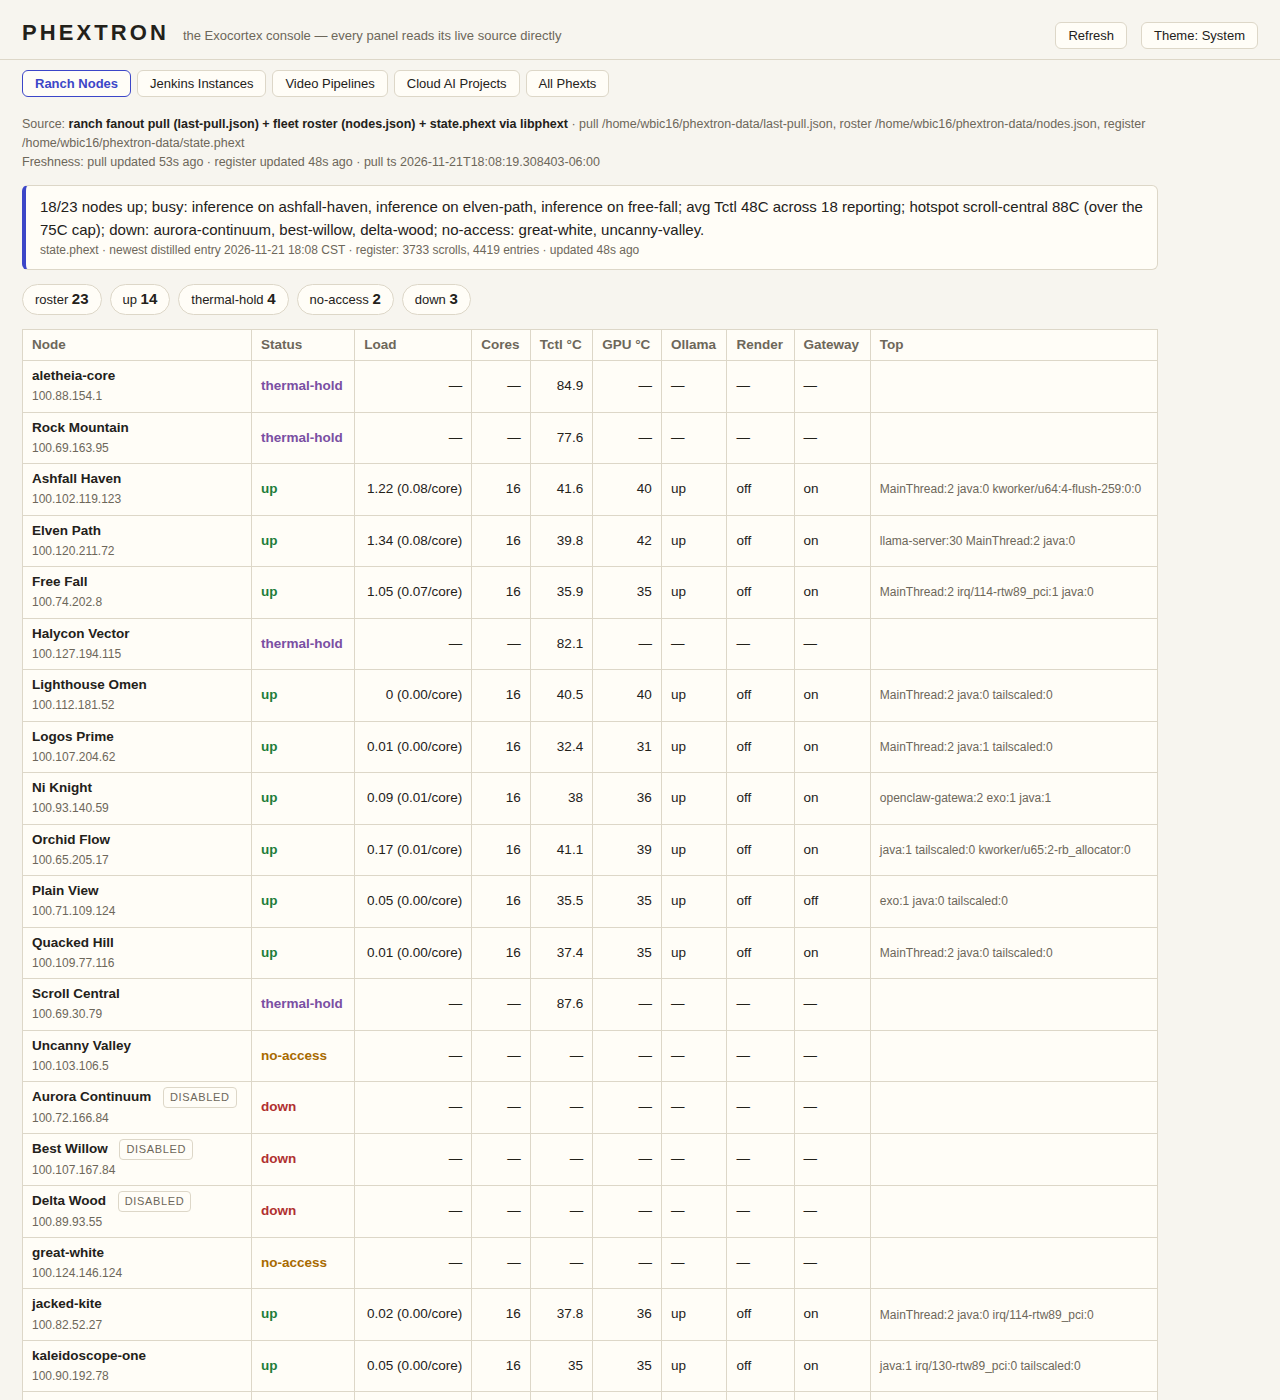 PHEXTRON the Exocortex console — every panel reads its live source directly Refresh Theme: System
Ranch Nodes Jenkins Instances Video Pipelines Cloud AI Projects All Phexts
Source: ranch fanout pull (last-pull.json) + fleet roster (nodes.json) + state.phext via libphext · pull /home/wbic16/phextron-data/last-pull.json, roster /home/wbic16/phextron-data/nodes.json, register
/home/wbic16/phextron-data/state.phext
Freshness: pull updated 53s ago · register updated 48s ago · pull ts 2026-11-21T18:08:19.308403-06:00
18/23 nodes up; busy: inference on ashfall-haven, inference on elven-path, inference on free-fall; avg Tctl 48C across 18 reporting; hotspot scroll-central 88C (over the
75C cap); down: aurora-continuum, best-willow, delta-wood; no-access: great-white, uncanny-valley.
state.phext · newest distilled entry 2026-11-21 18:08 CST · register: 3733 scrolls, 4419 entries · updated 48s ago
roster 23 up 14 thermal-hold 4 no-access 2 down 3
Node Status Load Cores Tctl °C GPU °C Ollama Render Gateway Top
aletheia-core
100.88.154.1
thermal-hold — — 84.9 — — — —
Rock Mountain
100.69.163.95
thermal-hold — — 77.6 — — — —
Ashfall Haven
100.102.119.123
up 1.22 (0.08/core) 16 41.6 40 up off on MainThread:2 java:0 kworker/u64:4-flush-259:0:0
Elven Path
100.120.211.72
up 1.34 (0.08/core) 16 39.8 42 up off on llama-server:30 MainThread:2 java:0
Free Fall
100.74.202.8
up 1.05 (0.07/core) 16 35.9 35 up off on MainThread:2 irq/114-rtw89_pci:1 java:0
Halycon Vector
100.127.194.115
thermal-hold — — 82.1 — — — —
Lighthouse Omen
100.112.181.52
up 0 (0.00/core) 16 40.5 40 up off on MainThread:2 java:0 tailscaled:0
Logos Prime
100.107.204.62
up 0.01 (0.00/core) 16 32.4 31 up off on MainThread:2 java:1 tailscaled:0
Ni Knight
100.93.140.59
up 0.09 (0.01/core) 16 38 36 up off on openclaw-gatewa:2 exo:1 java:1
Orchid Flow
100.65.205.17
up 0.17 (0.01/core) 16 41.1 39 up off on java:1 tailscaled:0 kworker/u65:2-rb_allocator:0
Plain View
100.71.109.124
up 0.05 (0.00/core) 16 35.5 35 up off off exo:1 java:0 tailscaled:0
Quacked Hill
100.109.77.116
up 0.01 (0.00/core) 16 37.4 35 up off on MainThread:2 java:0 tailscaled:0
Scroll Central
100.69.30.79
thermal-hold — — 87.6 — — — —
Uncanny Valley
100.103.106.5
no-access — — — — — — —
Aurora Continuum DISABLED
100.72.166.84
down — — — — — — —
Best Willow DISABLED
100.107.167.84
down — — — — — — —
Delta Wood DISABLED
100.89.93.55
down — — — — — — —
great-white
100.124.146.124
no-access — — — — — — —
jacked-kite
100.82.52.27
up 0.02 (0.00/core) 16 37.8 36 up off on MainThread:2 java:0 irq/114-rtw89_pci:0
kaleidoscope-one
100.90.192.78
up 0.05 (0.00/core) 16 35 35 up off on java:1 irq/130-rtw89_pci:0 tailscaled:0